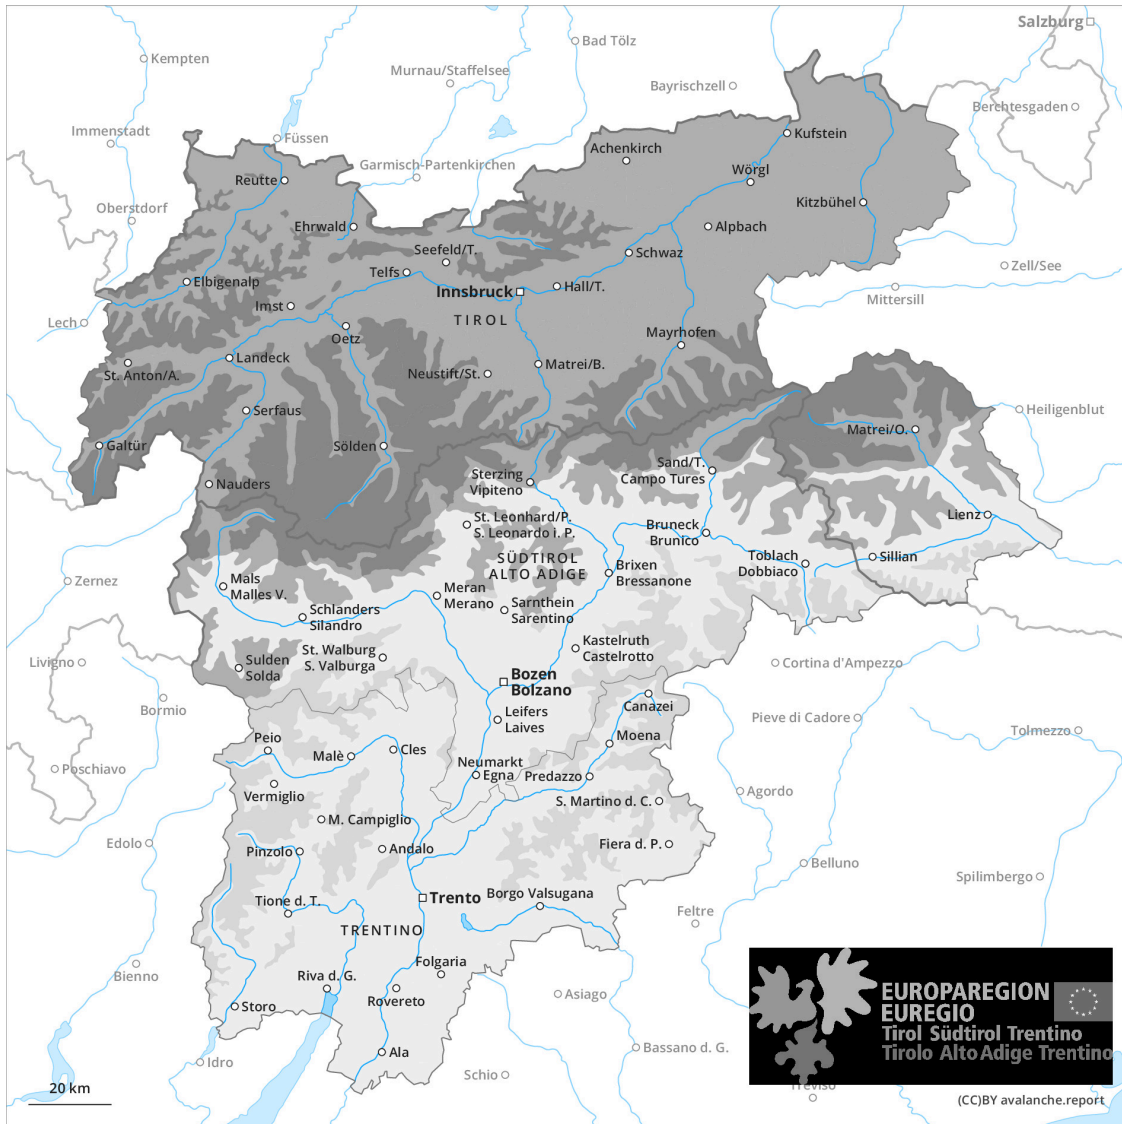 Salzburg
Bad Tölz
Kempten
Murnau/Staffelsee
Bayrischzell
Berchtesgaden
Immenstadt
Füssen
Kufstein
Achenkirch
Garmisch-Partenkirchen
Wörgl
Reutte
Oberstdorf
Kitzbühel
Ehrwald
Alpbach
Seefeld/T.
Schwaz
Telfs
Zell/See
Elbigenalp
Hall/T.
Innsbruck
Mittersill
Imst
TIROL
Lech
Oetz
Mayrhofen
Landeck
Matrei/B.
St. Anton/A.
Neustift/St.
Serfaus
Heiligenblut
Matrei/O.
Galtür
Sölden
Sand/T.
Campo Tures
Sterzing
Vipiteno
Nauders
Lienz
St. Leonhard/P.
S. Leonardo i. P.
Bruneck
Brunico
SÜDTIROL
ALTO ADIGE
Toblach
Dobbiaco
Sillian
Brixen
Bressanone
Zernez
Mals
Malles V.
Meran
Merano
Sarnthein
Sarentino
Schlanders
Silandro
Kastelruth
Castelrotto
St. Walburg
S. Valburga
Livigno
Sulden
Solda
Cortina d'Ampezzo
Bozen
Bolzano
Bormio
Canazei
Leifers
Laives
Pieve di Cadore
Tolmezzo
Peio
Moena
Malè
Cles
Neumarkt
Egna
Predazzo
Poschiavo
Vermiglio
Agordo
S. Martino d. C.
M. Campiglio
Edolo
Pinzolo
Andalo
Fiera d. P.
Belluno
Spilimbergo
Tione d. T.
Trento
Borgo Valsugana
Feltre
TRENTINO
Bienno
Riva d. G.
Folgaria
Storo
Rovereto
Asiago
EUROPAREGION
EUREGIO
Tirol Südtirol Trentino
Tirolo Alto Adige Trentino
Idro
Ala
Bassano d. G.
Schio
Treviso
20 km
(CC)BY avalanche.report